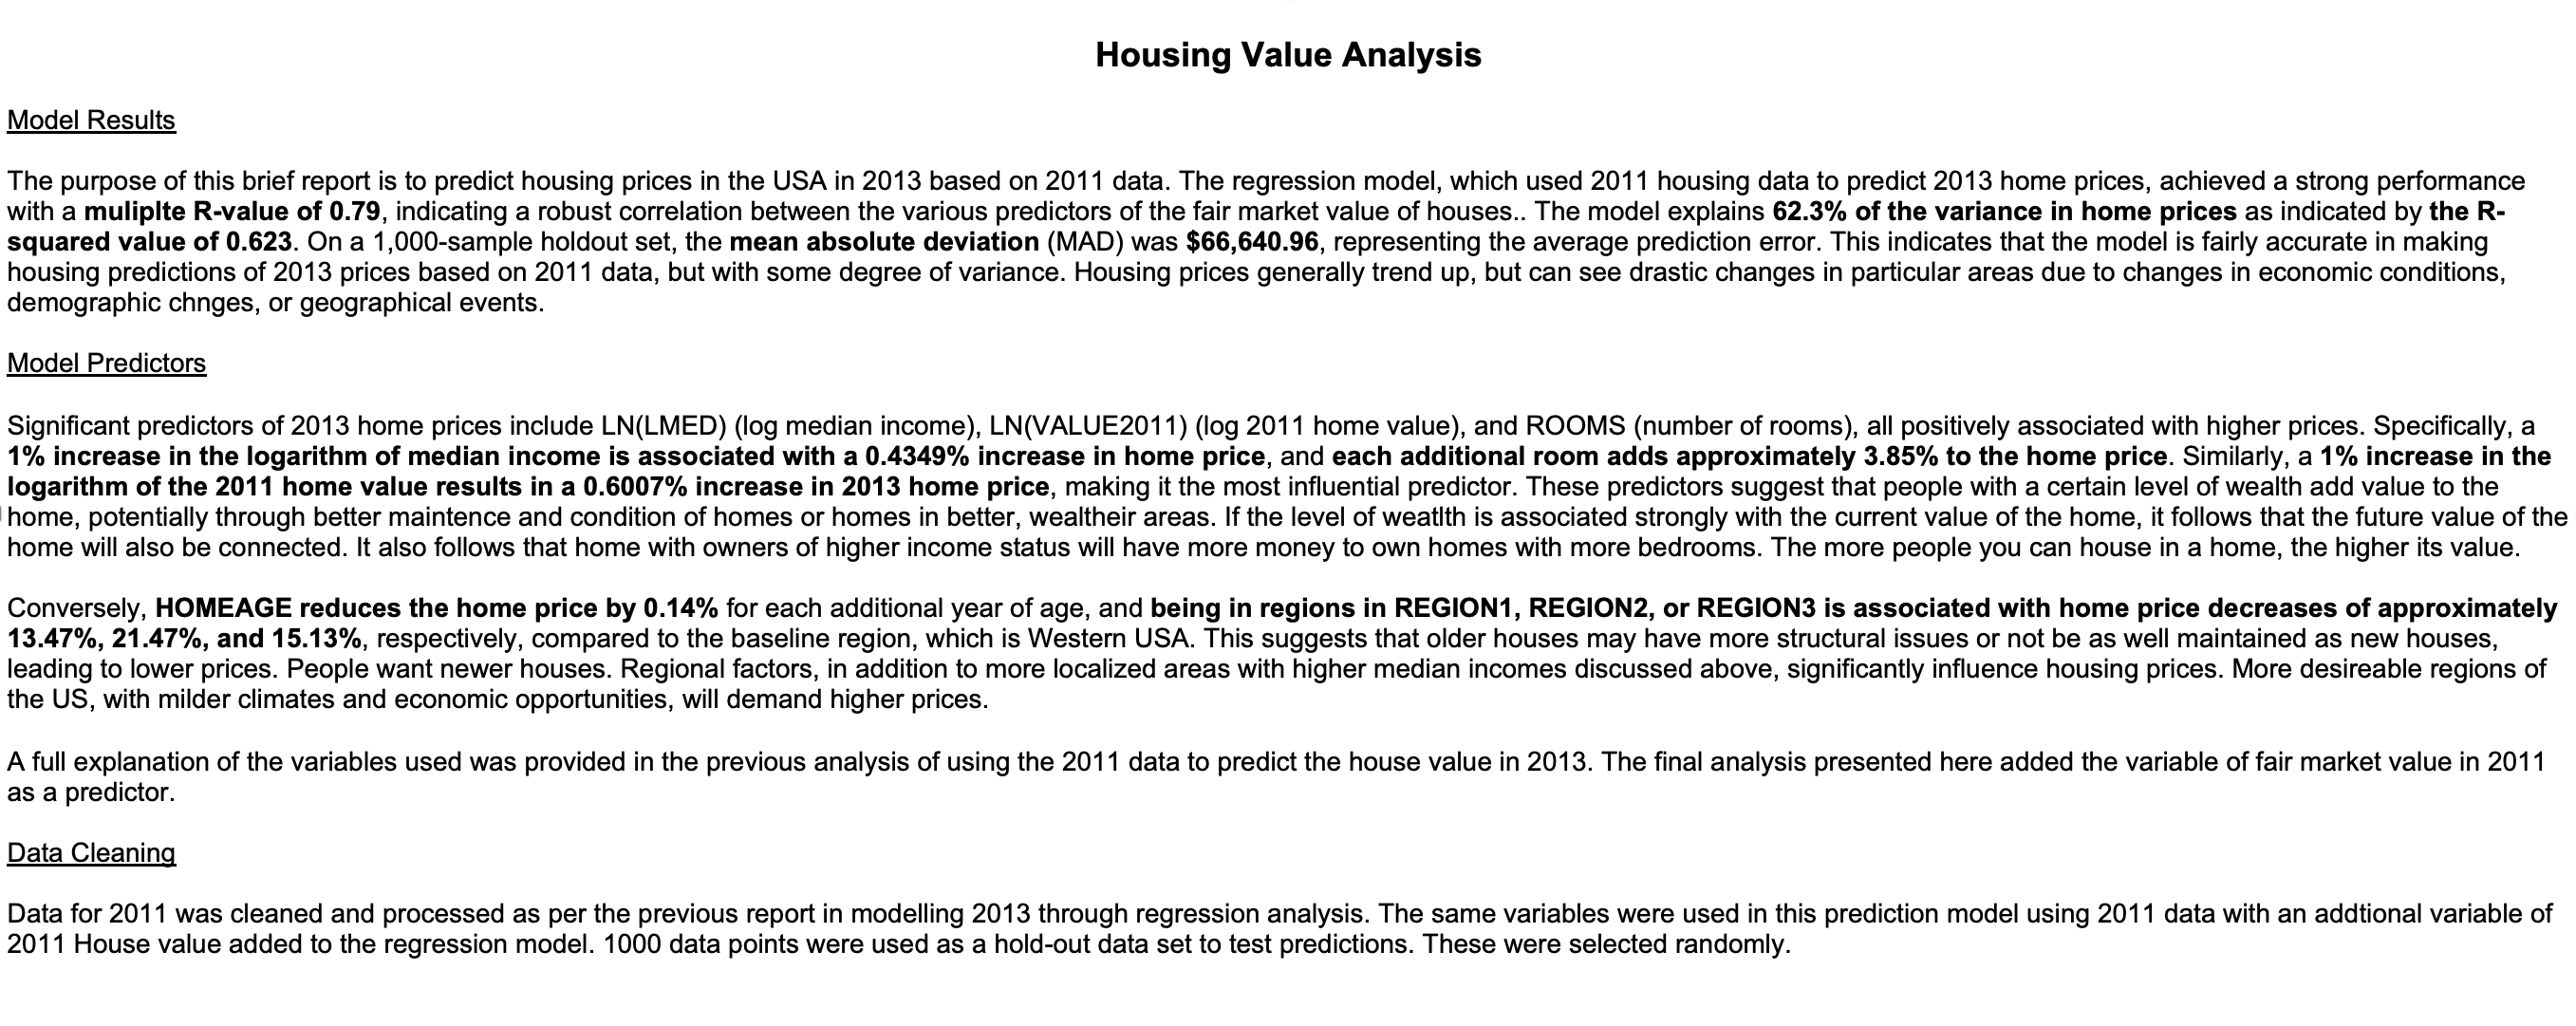 Housing Value Analysis
Model Results
The purpose of this brief report is to predict housing prices in the USA in 2013 based on 2011 data. The regression model, which used 2011 housing data to predict 2013 home prices, achieved a strong performance
with a muliplte R-value of 0.79, indicating a robust correlation between the various predictors of the fair market value of houses.. The model explains 62.3% of the variance in home prices as indicated by the R-
squared value of 0.623. On a 1,000-sample holdout set, the mean absolute deviation (MAD) was $66,640.96, representing the average prediction error. This indicates that the model is fairly accurate in making
housing predictions of 2013 prices based on 2011 data, but with some degree of variance. Housing prices generally trend up, but can see drastic changes in particular areas due to changes in economic conditions,
demographic chnges, or geographical events.
Model Predictors
Significant predictors of 2013 home prices include LN(LMED) (log median income), LN(VALUE2011) (log 2011 home value), and ROOMS (number of rooms), all positively associated with higher prices. Specifically, a
1% increase in the logarithm of median income is associated with a 0.4349% increase in home price, and each additional room adds approximately 3.85% to the home price. Similarly, a 1% increase in the
logarithm of the 2011 home value results in a 0.6007% increase in 2013 home price, making it the most influential predictor. These predictors suggest that people with a certain level of wealth add value to the
home, potentially through better maintence and condition of homes or homes in better, wealtheir areas. If the level of weatlth is associated strongly with the current value of the home, it follows that the future value of the
home will also be connected. It also follows that home with owners of higher income status will have more money to own homes with more bedrooms. The more people you can house in a home, the higher its value.
Conversely, HOMEAGE reduces the home price by 0.14% for each additional year of age, and being in regions in REGION1, REGION2, or REGION3 is associated with home price decreases of approximately
13.47%, 21.47%, and 15.13%, respectively, compared to the baseline region, which is Western USA. This suggests that older houses may have more structural issues or not be as well maintained as new houses,
leading to lower prices. People want newer houses. Regional factors, in addition to more localized areas with higher median incomes discussed above, significantly influence housing prices. More desireable regions of
the US, with milder climates and economic opportunities, will demand higher prices.
A full explanation of the variables used was provided in the previous analysis of using the 2011 data to predict the house value in 2013. The final analysis presented here added the variable of fair market value in 2011
as a predictor.
Data Cleaning
Data for 2011 was cleaned and processed as per the previous report in modelling 2013 through regression analysis. The same variables were used in this prediction model using 2011 data with an addtional variable of
2011 House value added to the regression model. 1000 data points were used as a hold-out data set to test predictions. These were selected randomly.